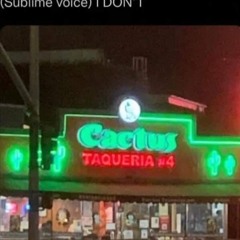 (Sublime voice) I DON'T
Cactus
TAQUERIA #4